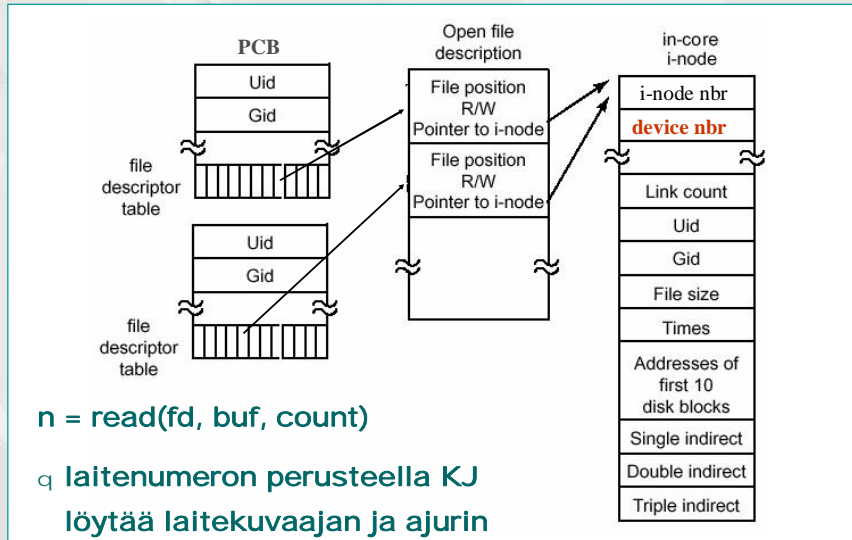 PCB
Uid
Gid
file
descriptor
table
Uid
Gid
file
descriptor
table
Open file
description
File position
R/W
Pointer to i-node
File position
R/W
Pointer to i-node
in-core
i-node
i-node nbr
device nbr
Link count
Uid
Gid
File size
Times
Addresses of
first 10
disk blocks
Single indirect
Double indirect
Triple indirect
n = read(fd, buf, count)
q laitenumeron perusteella KJ
löytää laitekuvaajan ja ajurin